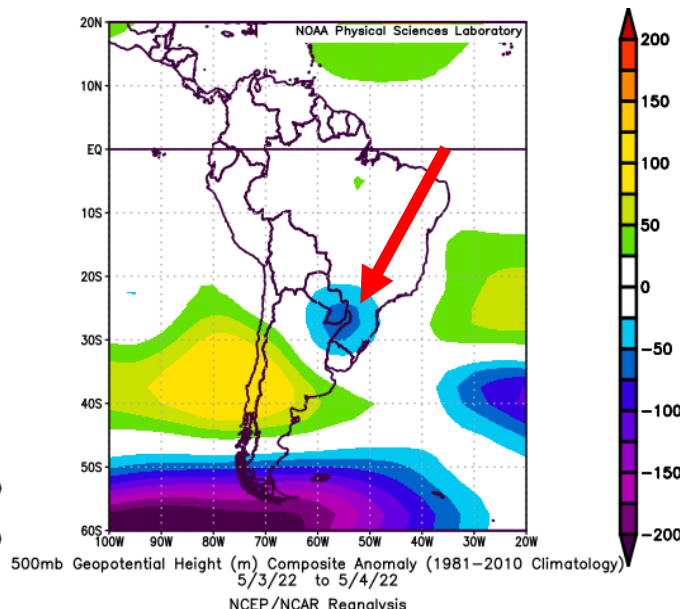 NOAA Physical Sciences Laboratory
20N
10N
EQ
10S
20S
30S
40S
50S
60S
100W 90W 80W 70W 60W 50W 40W 30W 20W
200
150
100
50
0
-50
-100
-150
-200
500mb Geopotential Height (m) Composite Anomaly (1981-2010 Climatology)
5/3/22 to 5/4/22
NCEP/NCAR Reanalysis